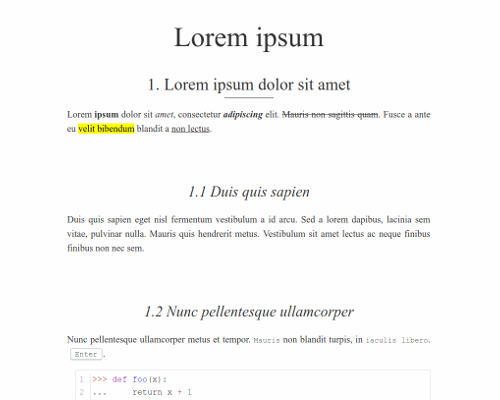 Lorem ipsum
1. Lorem ipsum dolor sit amet
Lorem ipsum dolor sit amet, consectetur adipiscing elit. Mauris non sagittis quam. Fusce a ante
eu velit bibendum blandit a non lectus.
1.1 Duis quis sapien
Duis quis sapien eget nisl fermentum vestibulum a id arcu. Sed a lorem dapibus, lacinia sem
vitae, pulvinar nulla. Mauris quis hendrerit metus. Vestibulum sit amet lectus ac neque finibus
finibus non nec sem.
1.2 Nunc pellentesque ullamcorper
Nunc pellentesque ullamcorper metus et tempor. Mauris non blandit turpis, in iaculis libero.
Enter.
1 >>> def foo(x):
2 ...     return x + 1